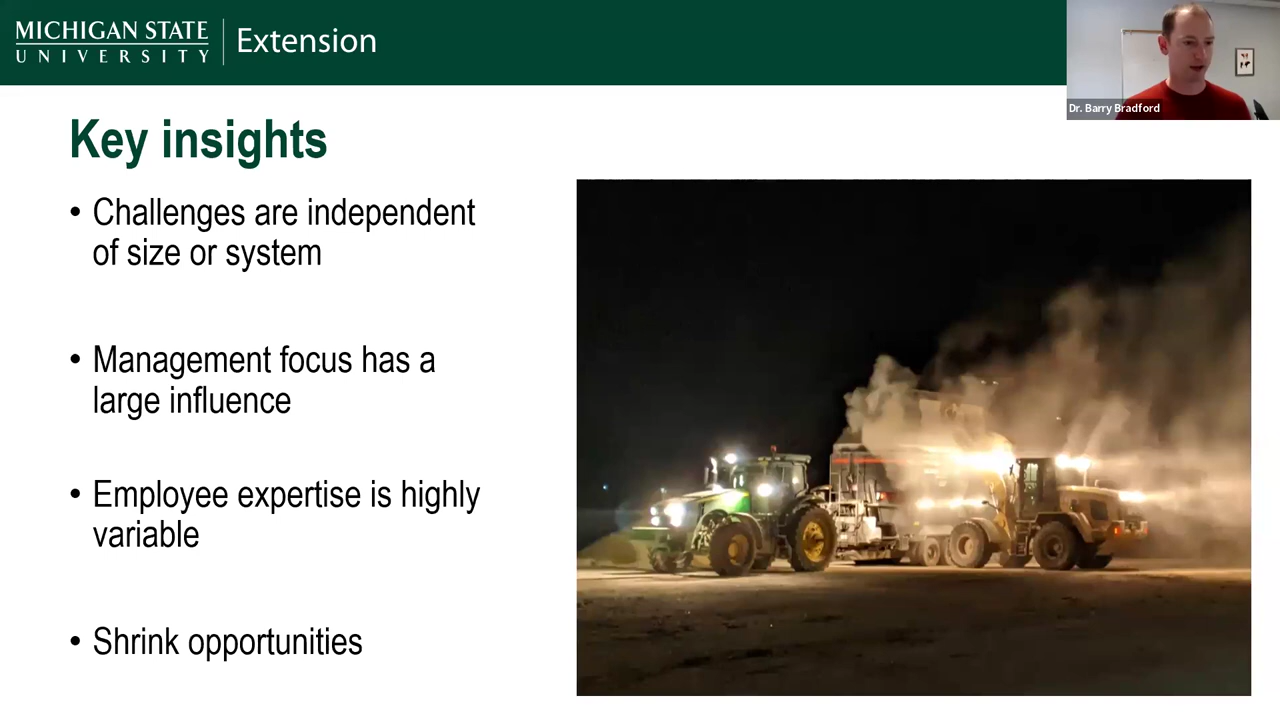 MICHIGAN STATE
UNIVERSITY
Extension
Dr. Barry Bradford
Key insights
• Challenges are independent
of size or system
• Management focus has a
large influence
• Employee expertise is highly
variable
• Shrink opportunities